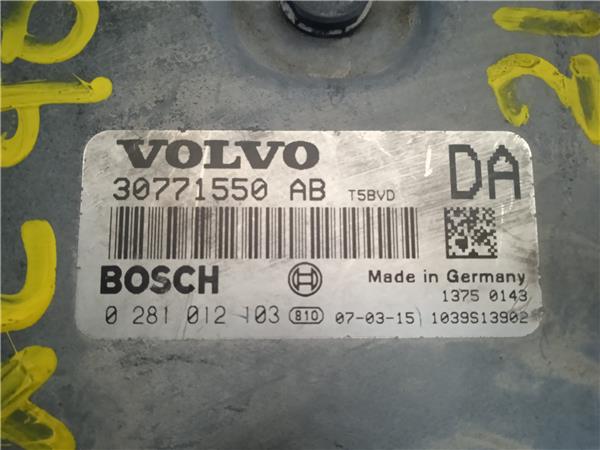 VOLVO
30771550 AB T5BVD
DA
BOSCH
Made in Germany
1375 0143
0 281 012 103 810 07-03-15 1039S13902